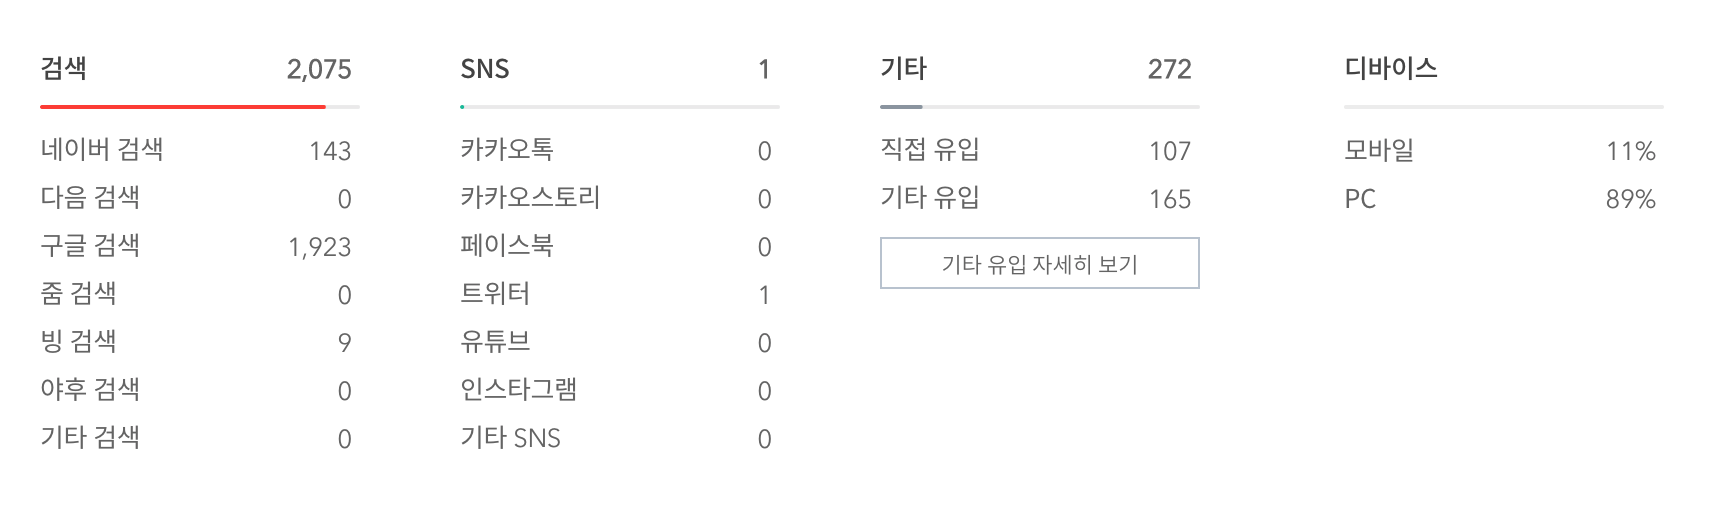 검색 2,075
네이버 검색 143
다음 검색 0
구글 검색 1,923
줌 검색 0
빙 검색 9
야후 검색 0
기타 검색 0
SNS 1
카카오톡 0
카카오스토리 0
페이스북 0
트위터 1
유튜브 0
인스타그램 0
기타 SNS 0
기타 272
직접 유입 107
기타 유입 165
기타 유입 자세히 보기
디바이스
모바일 11%
PC 89%